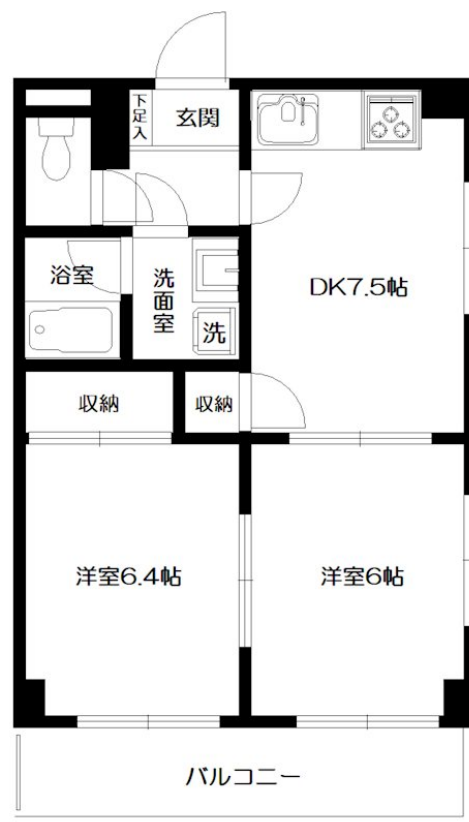 下足入
玄関
DK7.5帖
浴室
洗面室
洗
収納
収納
洋室6.4帖
洋室6帖
バルコニー